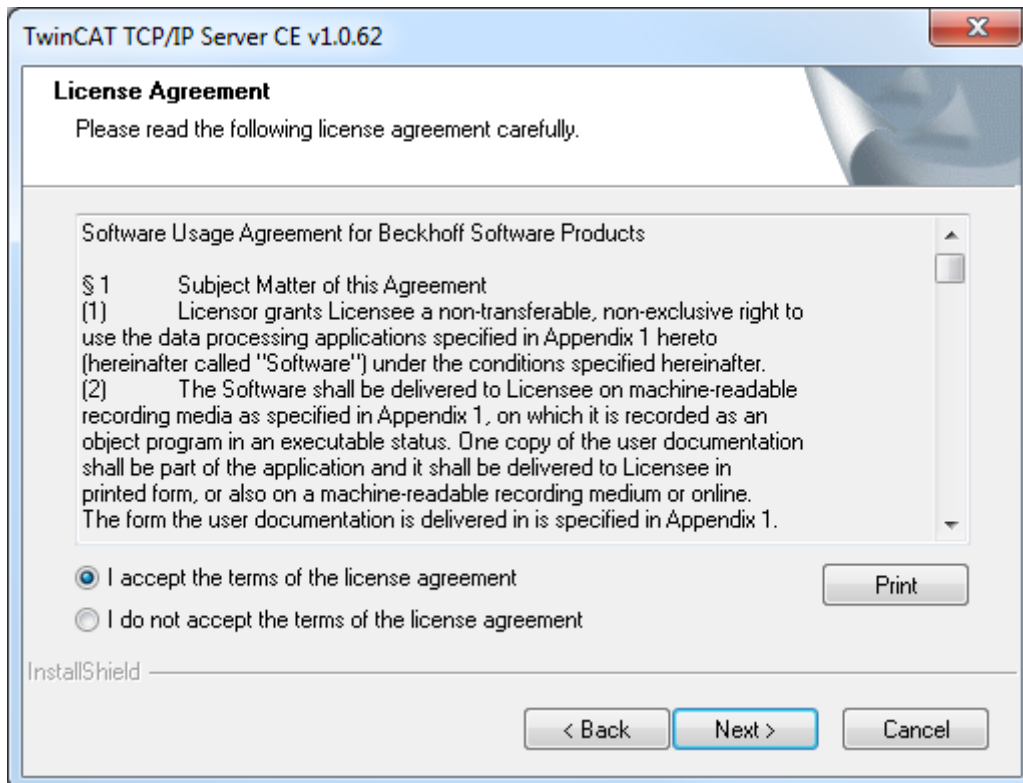 TwinCAT TCP/IP Server CE v1.0.62
License Agreement
Please read the following license agreement carefully.
Software Usage Agreement for Beckhoff Software Products
§ 1 Subject Matter of this Agreement
(1) Licensor grants Licensee a non-transferable, non-exclusive right to
use the data processing applications specified in Appendix 1 hereto
(hereinafter called "Software") under the conditions specified hereinafter.
(2) The Software shall be delivered to Licensee on machine-readable
recording media as specified in Appendix 1, on which it is recorded as an
object program in an executable status. One copy of the user documentation
shall be part of the application and it shall be delivered to Licensee in
printed form, or also on a machine-readable recording medium or online.
The form the user documentation is delivered in is specified in Appendix 1.
I accept the terms of the license agreement
Print
I do not accept the terms of the license agreement
InstallShield
< Back Next > Cancel